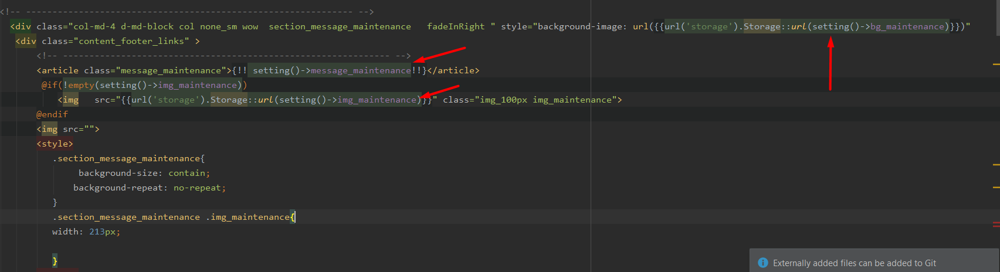 <!-- -------------------------------------------------------------- -->
<div class="col-md-4 d-md-block col none_sm wow  section_message_maintenance   fadeInRight " style="background-image: url({{url('storage').Storage::url(setting()->bg_maintenance)}})"
<div class="content_footer_links" >
<!-- -------------------------------------------------------------- -->
<article class="message_maintenance">{!! setting()->message_maintenance!!}</article>
@if(!empty(setting()->img_maintenance))
<img   src="{{url('storage').Storage::url(setting()->img_maintenance)}}" class="img_100px img_maintenance">
@endif
<img src="">
<style>
.section_message_maintenance{
background-size: contain;
background-repeat: no-repeat;
}
.section_message_maintenance .img_maintenance{
width: 213px;
}
Externally added files can be added to Git